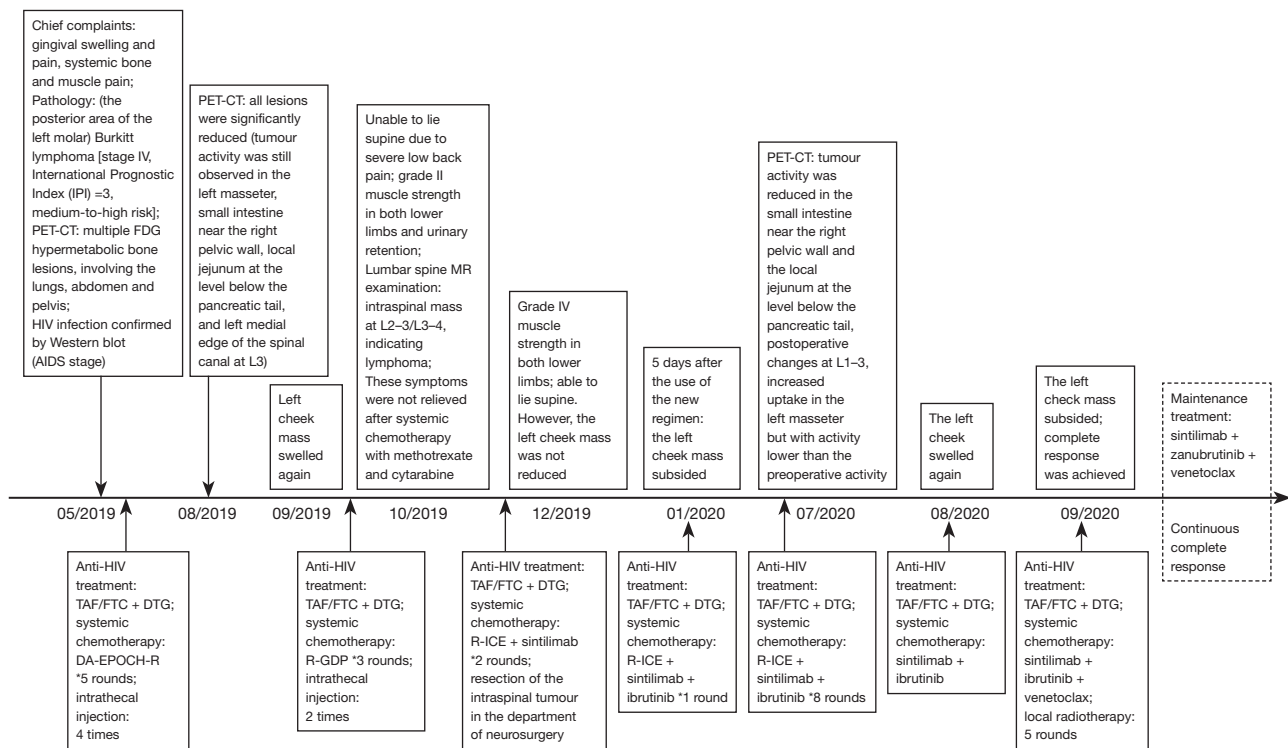 Chief complaints:
gingival swelling and
pain, systemic bone
and muscle pain;
Pathology: (the
posterior area of the
left molar) Burkitt
lymphoma [stage IV,
International Prognostic
Index (IPI) =3,
medium-to-high risk];
PET-CT: multiple FDG
hypermetabolic bone
lesions, involving the
lungs, abdomen and
pelvis;
HIV infection confirmed
by Western blot
(AIDS stage)
PET-CT: all lesions
were significantly
reduced (tumour
activity was still
observed in the
left masseter,
small intestine
near the right
pelvic wall, local
jejunum at the
level below the
pancreatic tail,
and left medial
edge of the spinal
canal at L3)
Left
cheek
mass
swelled
again
Unable to lie
supine due to
severe low back
pain; grade II
muscle strength
in both lower
limbs and urinary
retention;
Lumbar spine MR
examination:
intraspinal mass
at L2–3/L3–4,
indicating
lymphoma;
These symptoms
were not relieved
after systemic
chemotherapy
with methotrexate
and cytarabine
Grade IV
muscle
strength in
both lower
limbs; able to
lie supine.
However, the
left cheek mass
was not
reduced
5 days after
the use of
the new
regimen:
the left
cheek mass
subsided
PET-CT: tumour
activity was
reduced in the
small intestine
near the right
pelvic wall and
the local
jejunum at the
level below the
pancreatic tail,
postoperative
changes at L1–3,
increased
uptake in the
left masseter
but with activity
lower than the
preoperative activity
The left
cheek
swelled
again
The left
check mass
subsided;
complete
response
was achieved
Maintenance
treatment:
sintilimab +
zanubrutinib +
venetoclax
05/2019
08/2019
09/2019
10/2019
12/2019
01/2020
07/2020
08/2020
09/2020
Continuous
complete
response
Anti-HIV
treatment:
TAF/FTC + DTG;
systemic
chemotherapy:
DA-EPOCH-R
*5 rounds;
intrathecal
injection:
4 times
Anti-HIV
treatment:
TAF/FTC + DTG;
systemic
chemotherapy:
R-GDP *3 rounds;
intrathecal
injection:
2 times
Anti-HIV treatment:
TAF/FTC + DTG;
systemic
chemotherapy:
R-ICE + sintilimab
*2 rounds;
resection of the
intraspinal tumour
in the department
of neurosurgery
Anti-HIV
treatment:
TAF/FTC + DTG;
systemic
chemotherapy:
R-ICE +
sintilimab +
ibrutinib *1 round
Anti-HIV
treatment:
TAF/FTC + DTG;
systemic
chemotherapy:
R-ICE +
sintilimab +
ibrutinib *8 rounds
Anti-HIV
treatment:
TAF/FTC + DTG;
systemic
chemotherapy:
sintilimab +
ibrutinib
Anti-HIV
treatment:
TAF/FTC + DTG;
systemic
chemotherapy:
sintilimab +
ibrutinib +
venetoclax;
local radiotherapy:
5 rounds